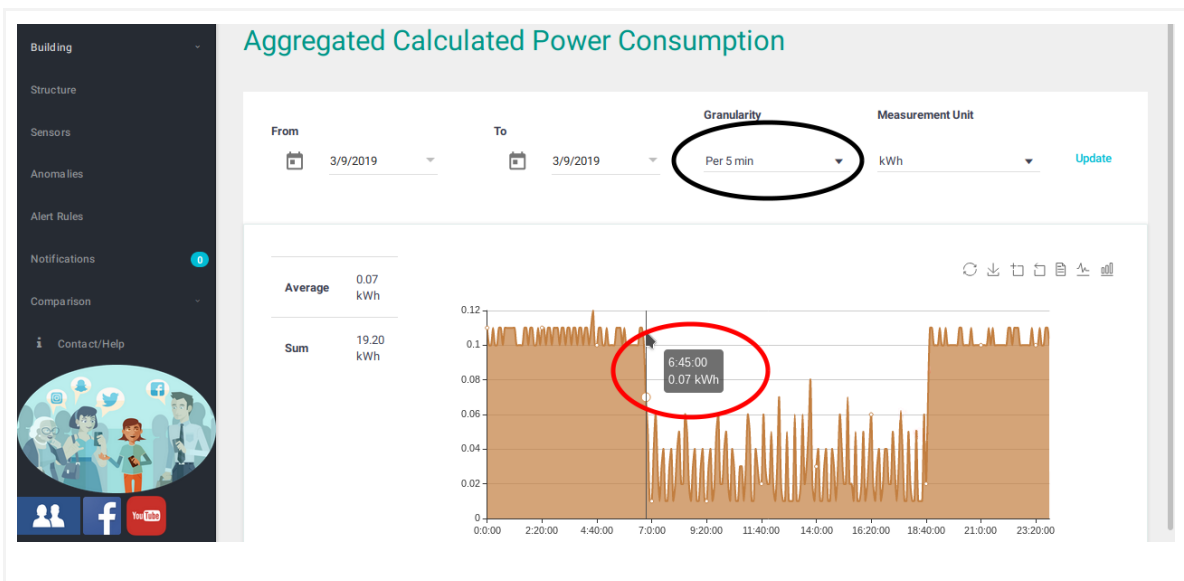 Building
Structure
Sensors
Anomalies
Alert Rules
Notifications 0
Comparison
i Contact/Help
You Tube
Aggregated Calculated Power Consumption
From To Granularity Measurement Unit
3/9/2019 3/9/2019 Per 5 min kWh Update
Average 0.07
kWh
Sum 19.20
kWh
0.12
0.1
0.08
0.06
0.04
0.02
0
6:45:00
0.07 kWh
0:0:00 2:20:00 4:40:00 7:0:00 9:20:00 11:40:00 14:0:00 16:20:00 18:40:00 21:0:00 23:20:00